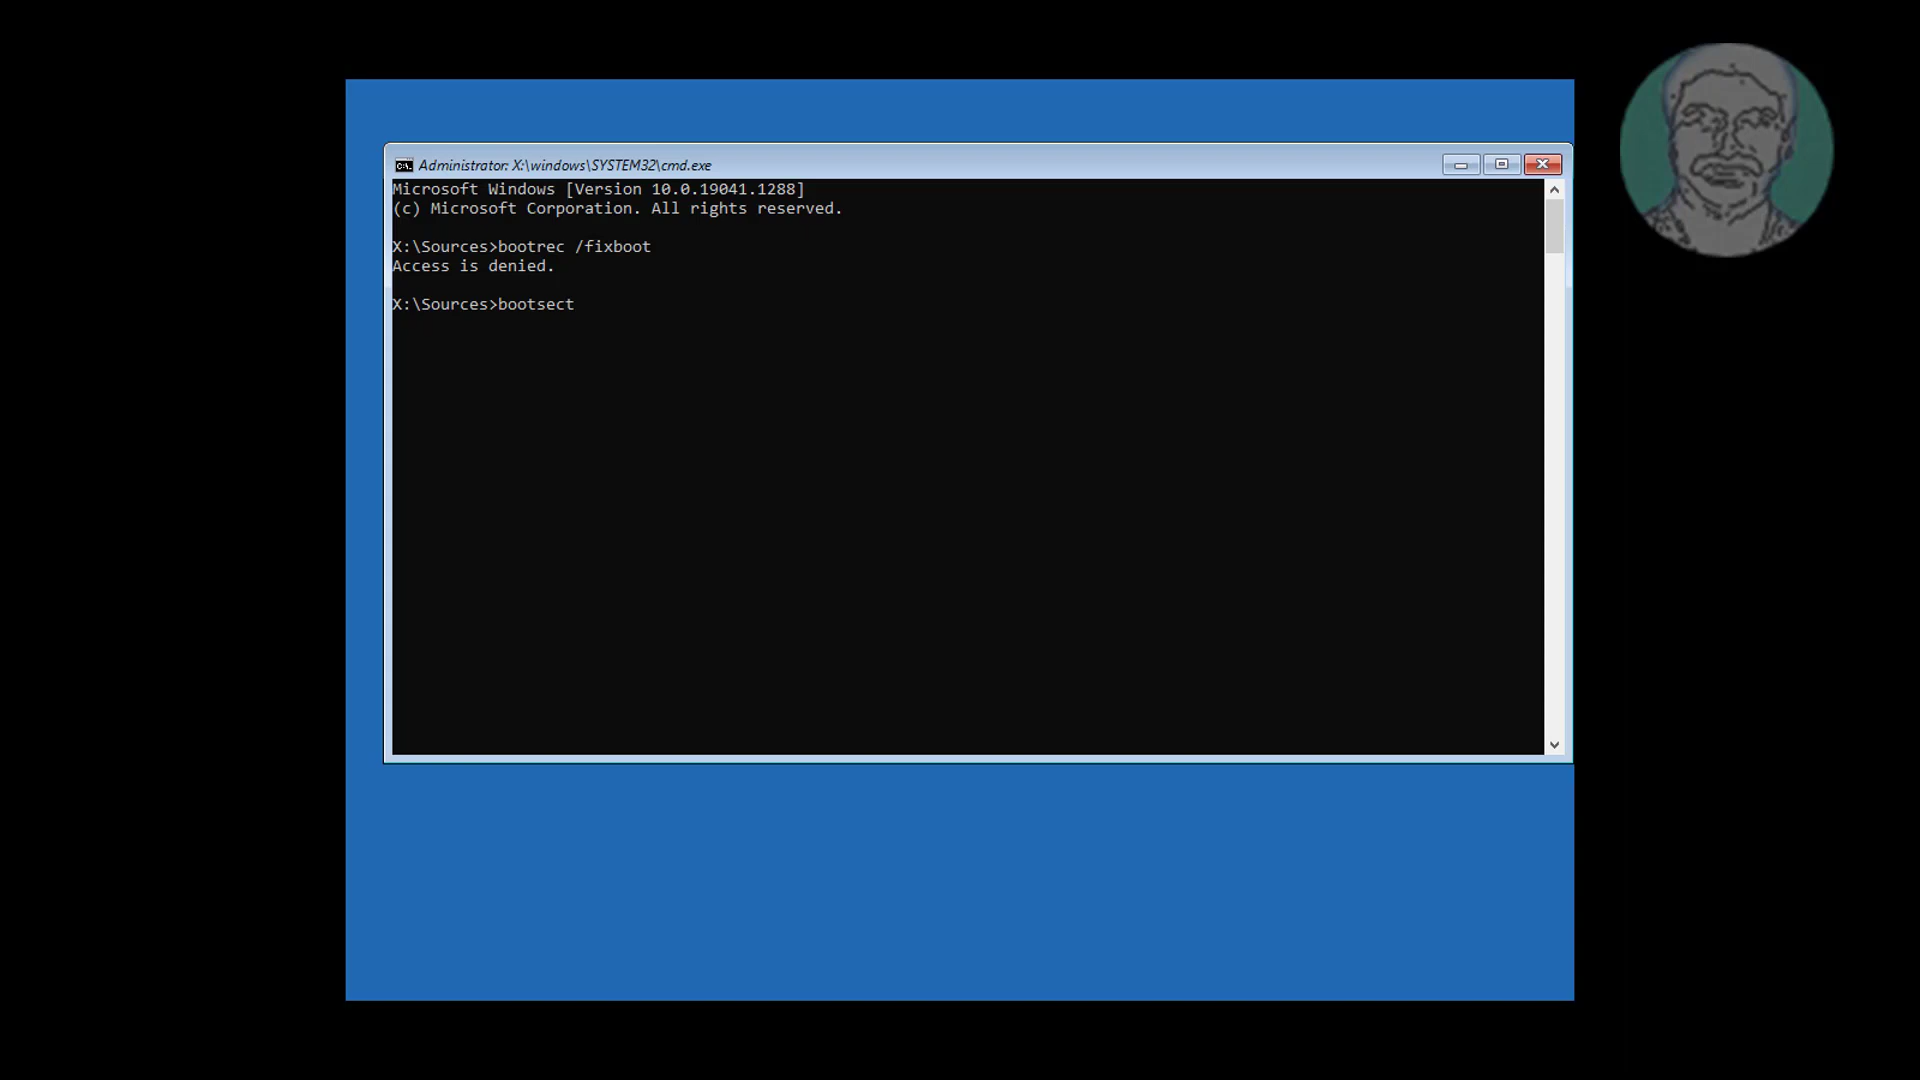 Administrator: X:\windows\SYSTEM32\cmd.exe
Microsoft Windows [Version 10.0.19041.1288]
(c) Microsoft Corporation. All rights reserved.
X:\Sources>bootrec /fixboot
Access is denied.
X:\Sources>bootsect